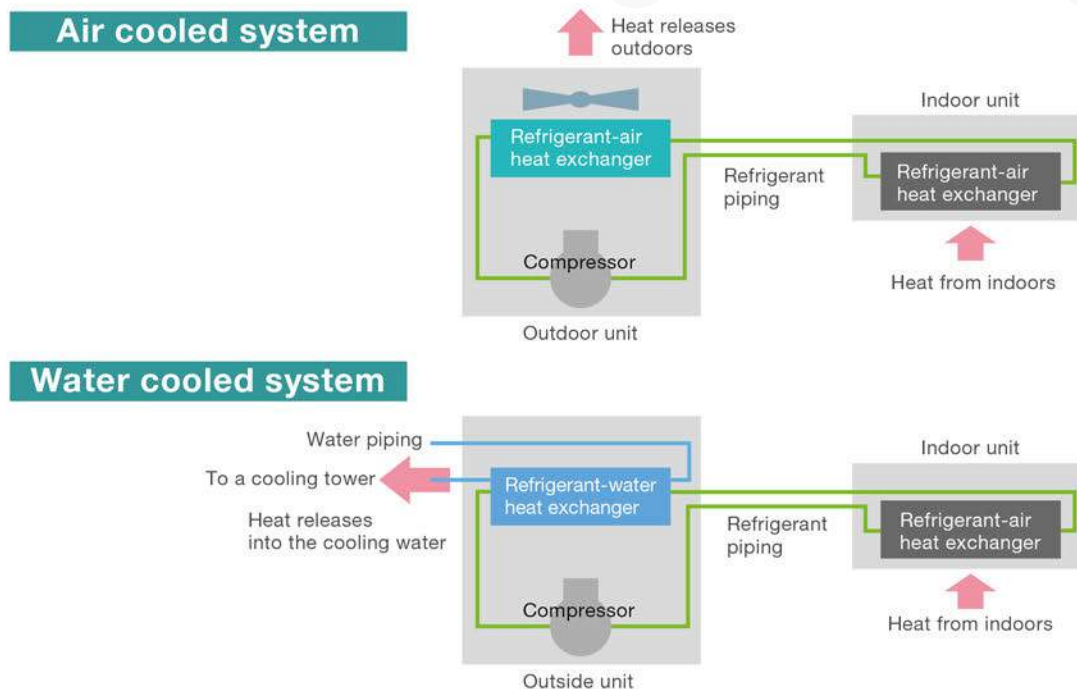 Air cooled system
Heat releases
outdoors
Indoor unit
Refrigerant-air
heat exchanger
Refrigerant
piping
Refrigerant-air
heat exchanger
Compressor
Heat from indoors
Outdoor unit
Water cooled system
Water piping
Indoor unit
To a cooling tower
Refrigerant-water
heat exchanger
Heat releases
into the cooling water
Refrigerant
piping
Refrigerant-air
heat exchanger
Compressor
Heat from indoors
Outside unit